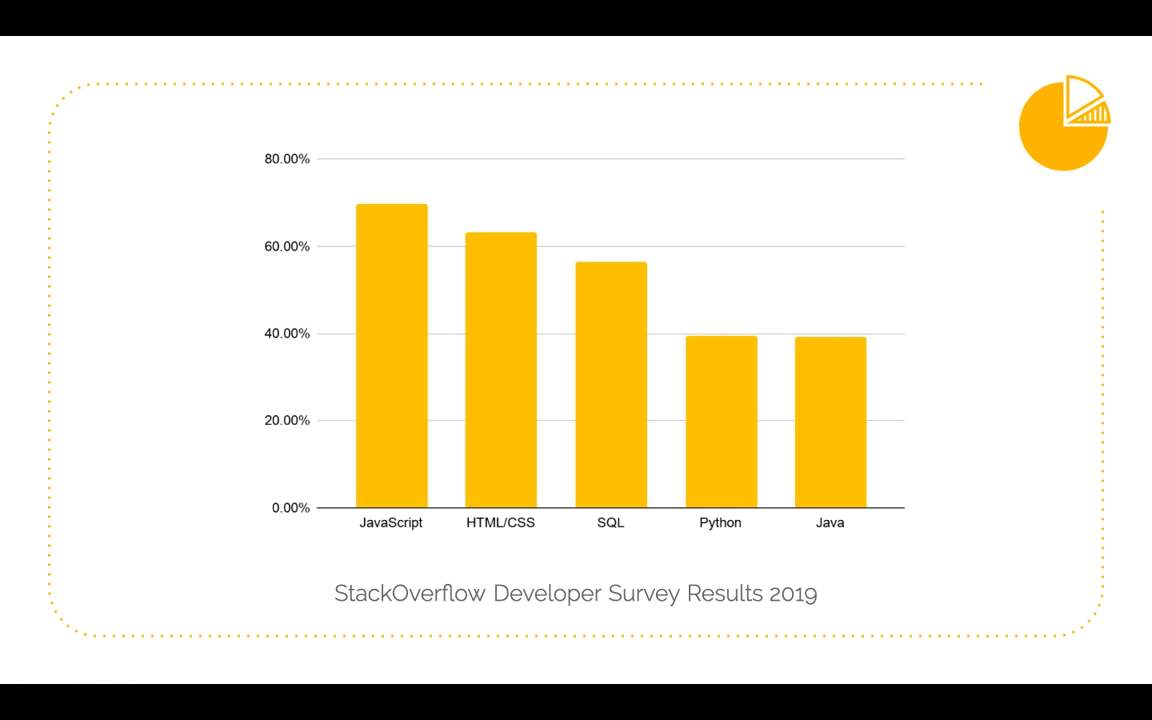 80.00%
60.00%
40.00%
20.00%
0.00%
JavaScript HTML/CSS SQL Python Java
StackOverflow Developer Survey Results 2019